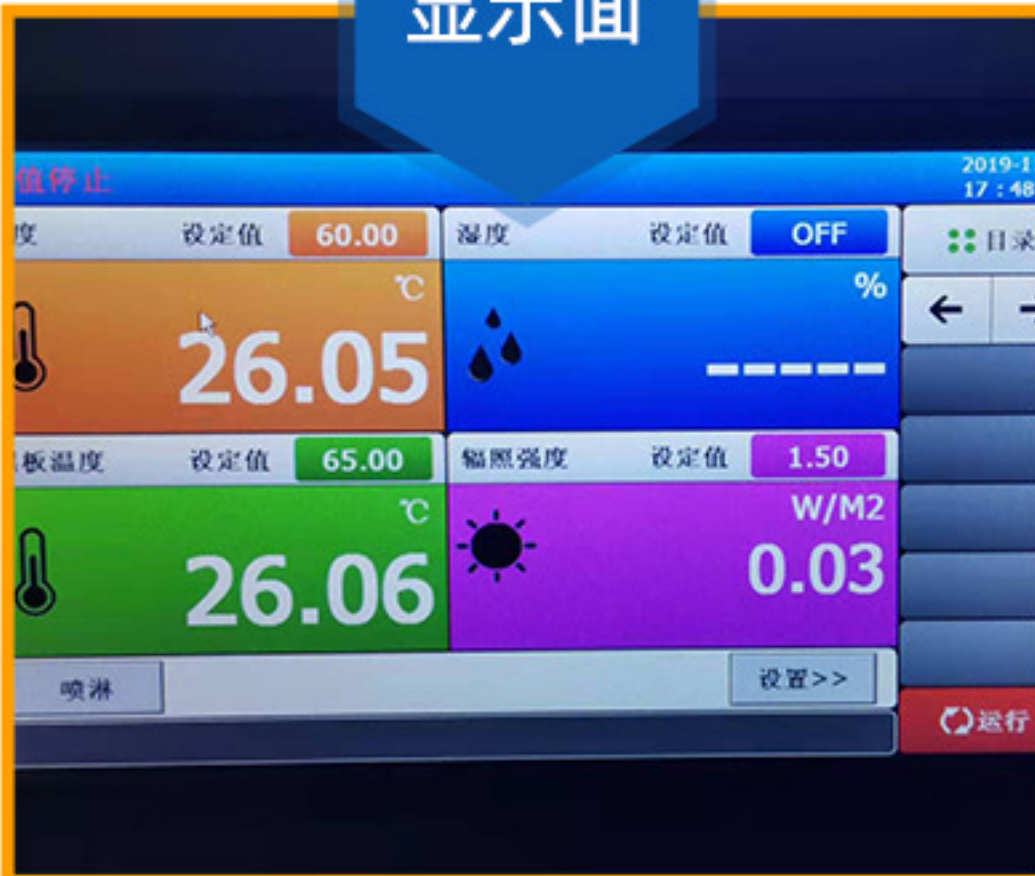 显示面
值停止
2019-1
17:48
度 设定值 60.00
湿度 设定值 OFF
目录
℃
26.05
%
-----
板温度 设定值 65.00
辐照强度 设定值 1.50
℃
26.06
W/M2
0.03
喷淋
设置>>
运行